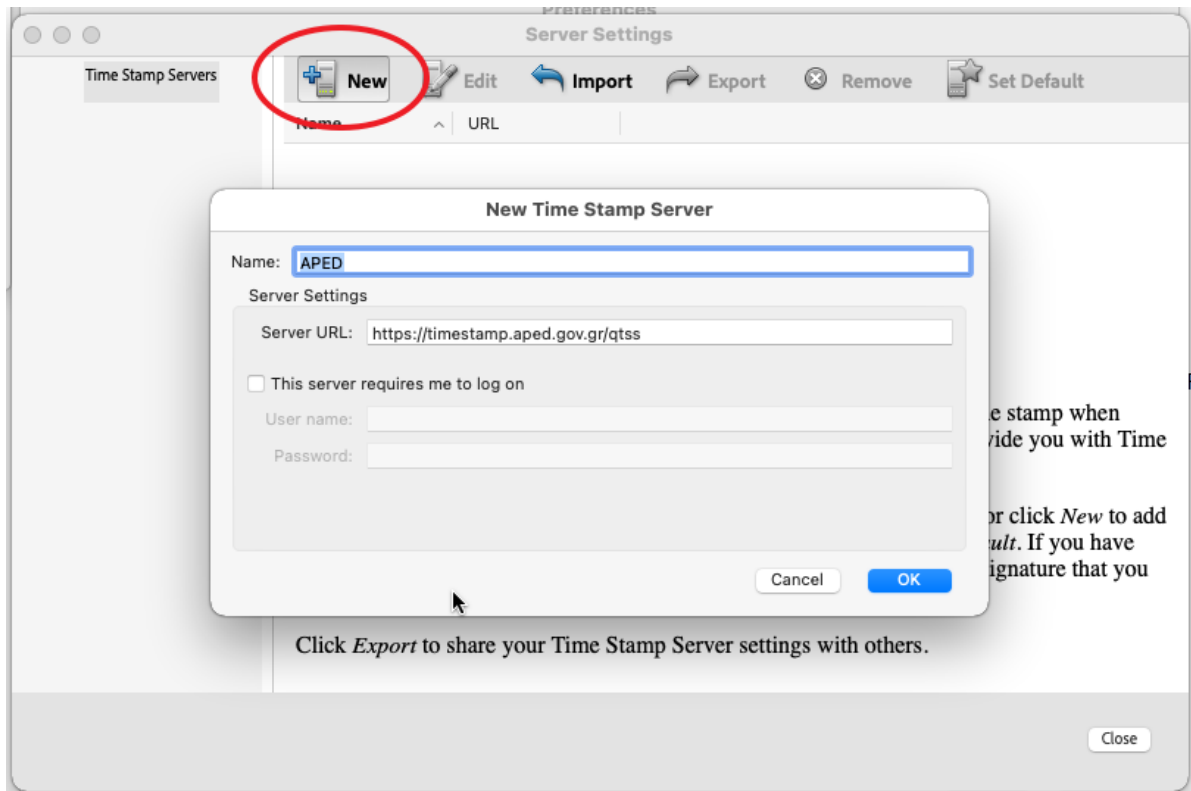 Preferences
Server Settings
Time Stamp Servers
New Edit Import Export Remove Set Default
Name URL
New Time Stamp Server
Name: APED
Server Settings
Server URL: https://timestamp.aped.gov.gr/qtss
This server requires me to log on
User name:
Password:
stamp when
vide you with Time
or click New to add
ult. If you have
ignature that you
Cancel OK
Click Export to share your Time Stamp Server settings with others.
Close